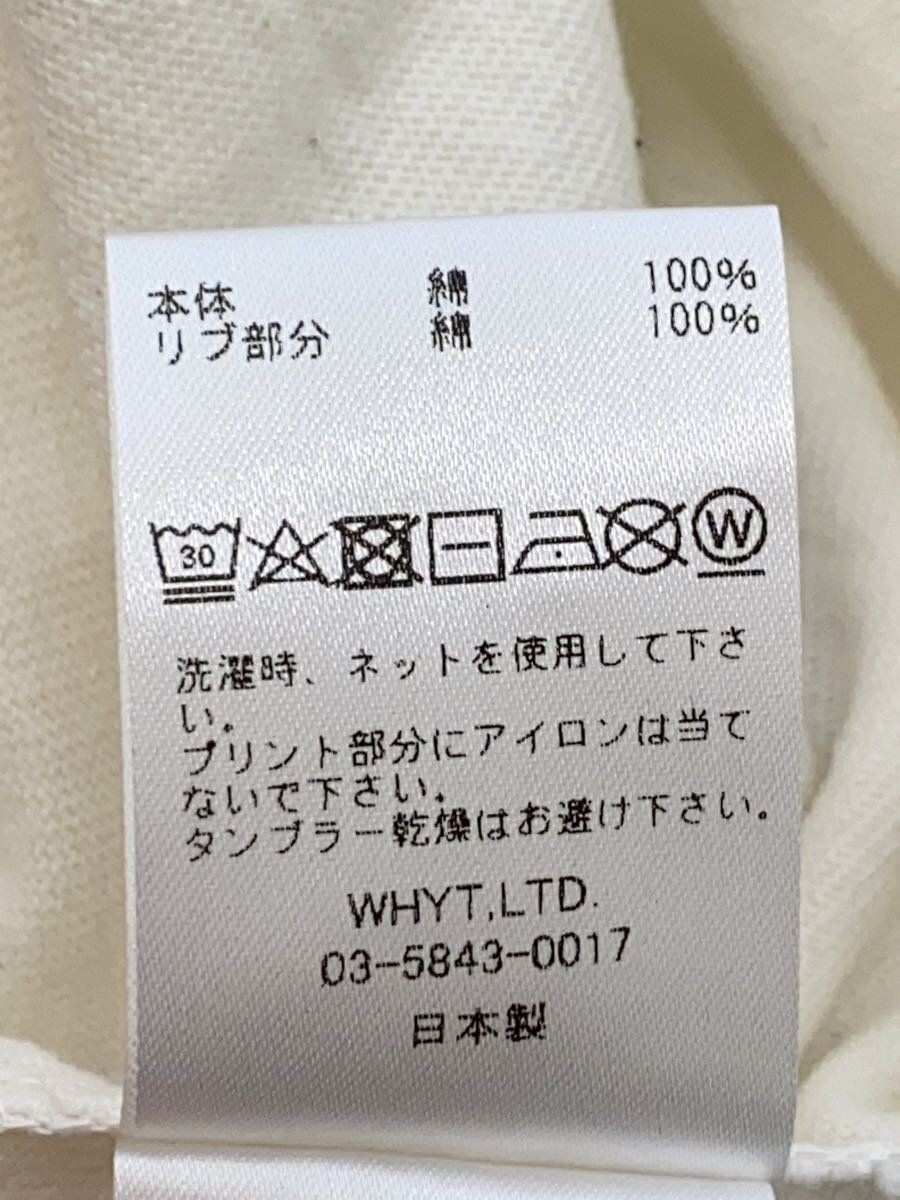 本体 綿 100%
リブ部分 綿 100%
30
W
洗濯時、ネットを使用して下さ
い。
プリント部分にアイロンは当て
ないで下さい。
タンブラー乾燥はお避け下さい。
WHYT,LTD.
03-5843-0017
日本製